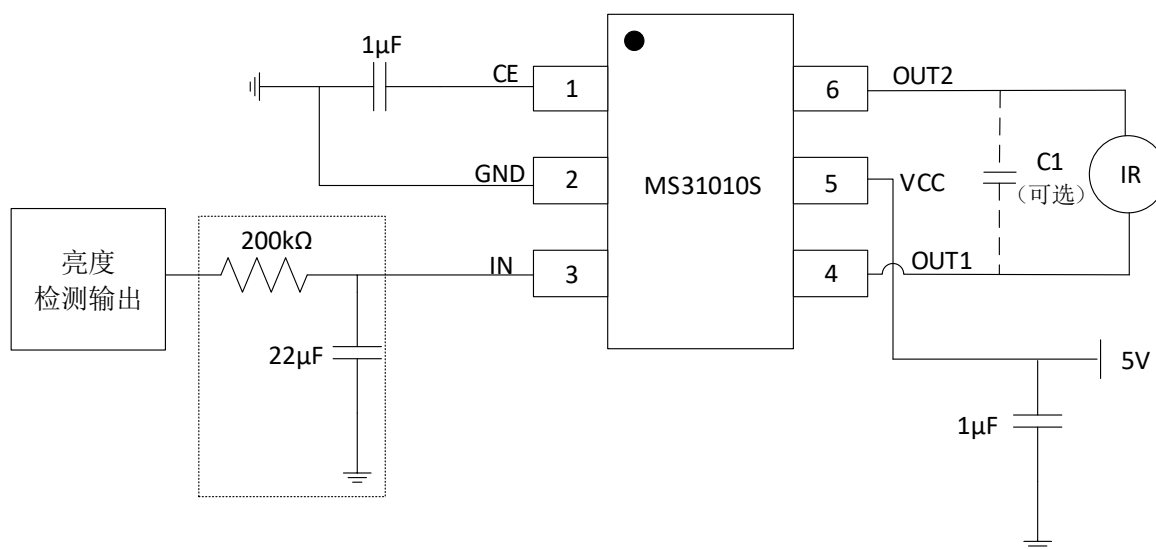 1μF
CE
1
GND
2
IN
3
MS31010S
6
OUT2
5
VCC
4
OUT1
C1
（可选）
IR
亮度
检测输出
200kΩ
22μF
5V
1μF